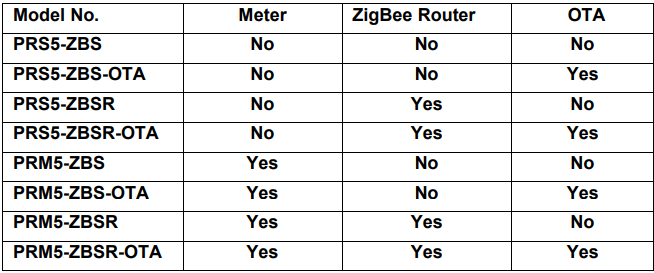 Model No. Meter ZigBee Router OTA
PRS5-ZBS No No No
PRS5-ZBS-OTA No No Yes
PRS5-ZBSR No Yes No
PRS5-ZBSR-OTA No Yes Yes
PRM5-ZBS Yes No No
PRM5-ZBS-OTA Yes No Yes
PRM5-ZBSR Yes Yes No
PRM5-ZBSR-OTA Yes Yes Yes